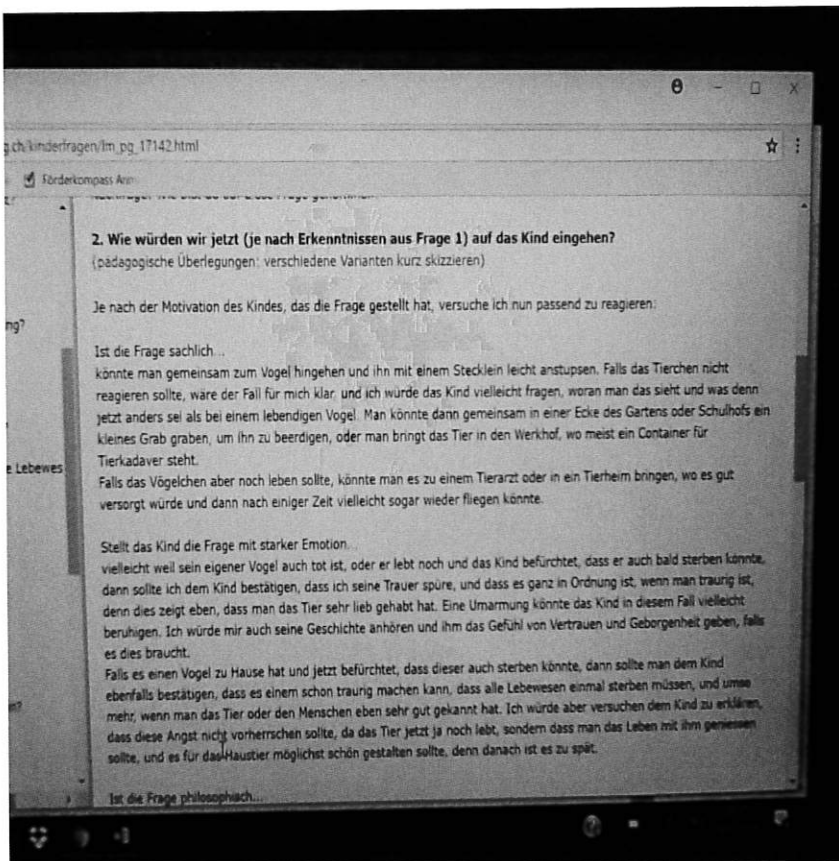 g.ch/kinderfragen/lm_pg_17142.html
Förderkompass
2. Wie würden wir jetzt (je nach Erkenntnissen aus Frage 1) auf das Kind eingehen?
(pädagogische Überlegungen: verschiedene Varianten kurz skizzieren)
Je nach der Motivation des Kindes, das die Frage gestellt hat, versuche ich nun passend zu reagieren:
ng?
Ist die Frage sachlich...
könnte man gemeinsam zum Vogel hingehen und ihn mit einem Stecklein leicht anstupsen. Falls das Tierchen nicht
reagieren sollte, wäre der Fall für mich klar, und ich würde das Kind vielleicht fragen, woran man das sieht und was denn
jetzt anders sei als bei einem lebendigen Vogel. Man könnte dann gemeinsam in einer Ecke des Gartens oder Schulhofs ein
kleines Grab graben, um ihn zu beerdigen, oder man bringt das Tier in den Werkhof, wo meist ein Container für
Tierkadaver steht.
e Lebewes
Falls das Vögelchen aber noch leben sollte, könnte man es zu einem Tierarzt oder in ein Tierheim bringen, wo es gut
versorgt würde und dann nach einiger Zeit vielleicht sogar wieder fliegen könnte.
Stellt das Kind die Frage mit starker Emotion...
vielleicht weil sein eigener Vogel auch tot ist, oder er lebt noch und das Kind befürchtet, dass er auch bald sterben könnte,
dann sollte ich dem Kind bestätigen, dass ich seine Trauer spüre, und dass es ganz in Ordnung ist, wenn man traurig ist,
denn dies zeigt eben, dass man das Tier sehr lieb gehabt hat. Eine Umarmung könnte das Kind in diesem Fall vielleicht
beruhigen. Ich würde mir auch seine Geschichte anhören und ihm das Gefühl von Vertrauen und Geborgenheit geben, falls
es dies braucht.
Falls es einen Vogel zu Hause hat und jetzt befürchtet, dass dieser auch sterben könnte, dann sollte man dem Kind
ebenfalls bestätigen, dass es einem schon traurig machen kann, dass alle Lebewesen einmal sterben müssen, und umso
mehr, wenn man das Tier oder den Menschen eben sehr gut gekannt hat. Ich würde aber versuchen dem Kind zu erklären,
dass diese Angst nicht vorherrschen sollte, da das Tier jetzt ja noch lebt, sondern dass man das Leben mit ihm geniessen
sollte, und es für das Haustier möglichst schön gestalten sollte, denn danach ist es zu spät.
Ist die Frage philosophisch...